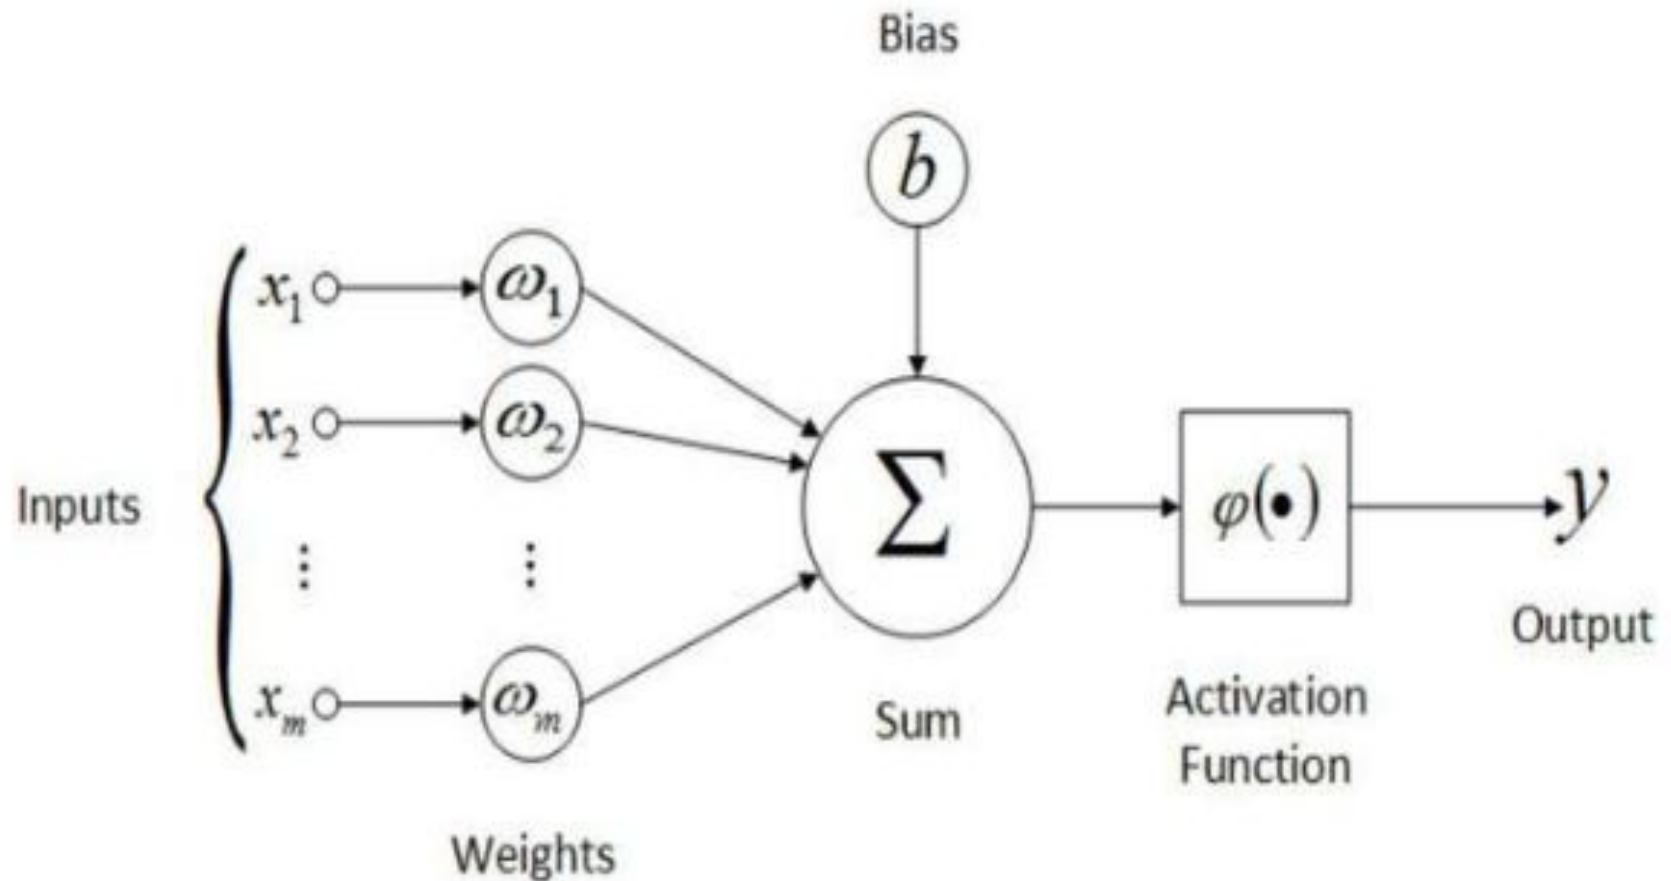 Bias
b
x₁
ω₁
x₂
ω₂
Σ
φ(•)
y
Inputs
⋮
⋮
Output
xₘ
ωₘ
Sum
Activation
Function
Weights